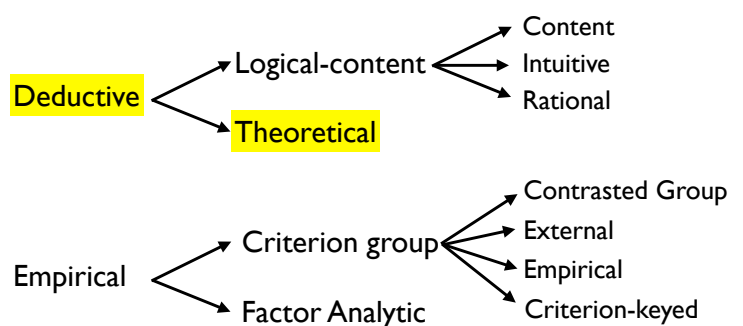 Deductive
Logical-content
Content
Intuitive
Rational
Theoretical
Empirical
Criterion group
Contrasted Group
External
Empirical
Criterion-keyed
Factor Analytic